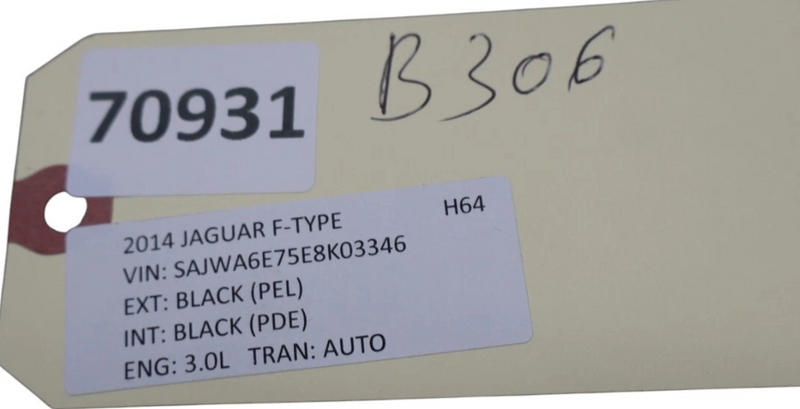 70931
B306
2014 JAGUAR F-TYPE H64
VIN: SAJWA6E75E8K03346
EXT: BLACK (PEL)
INT: BLACK (PDE)
ENG: 3.0L TRAN: AUTO